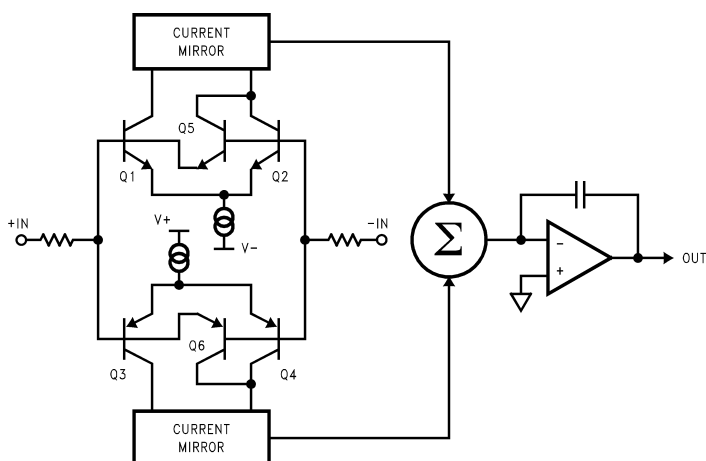 CURRENT
MIRROR
Q5
Q1
Q2
+IN
V+
V-
-IN
Σ
-
+
OUT
Q3
Q6
Q4
CURRENT
MIRROR